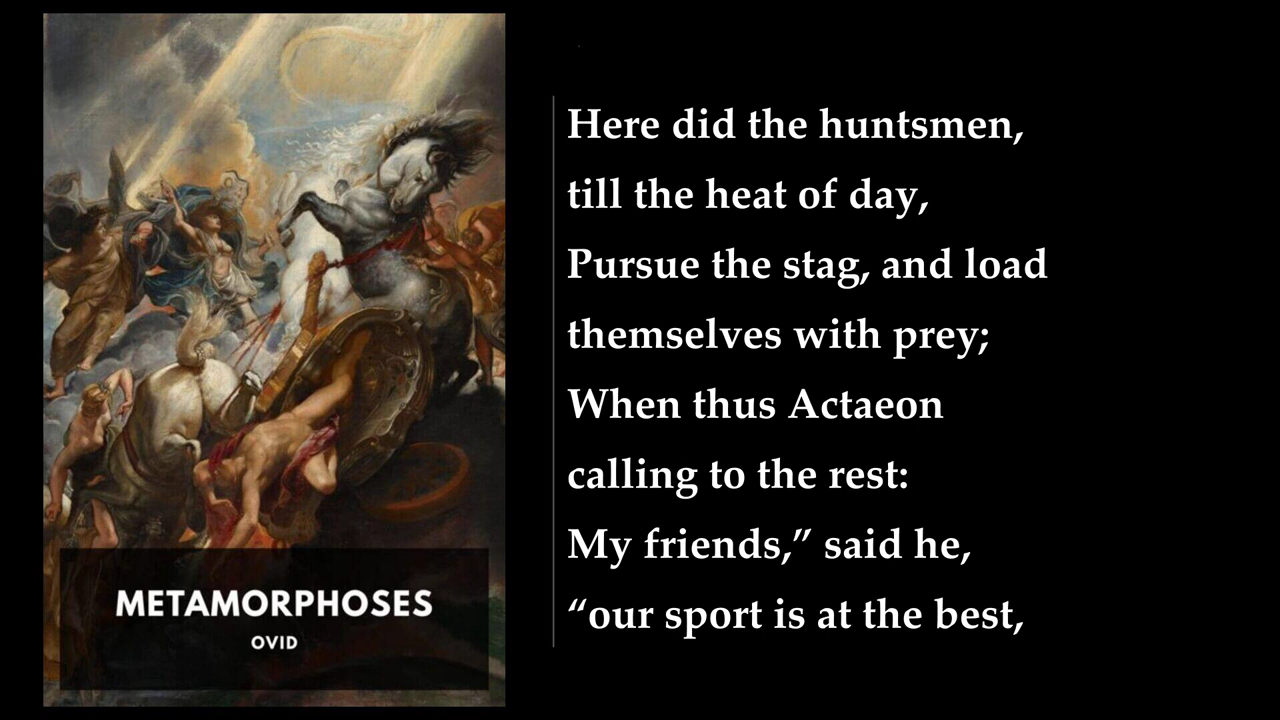 METAMORPHOSES
OVID
Here did the huntsmen,
till the heat of day,
Pursue the stag, and load
themselves with prey;
When thus Actaeon
calling to the rest:
My friends,” said he,
“our sport is at the best,